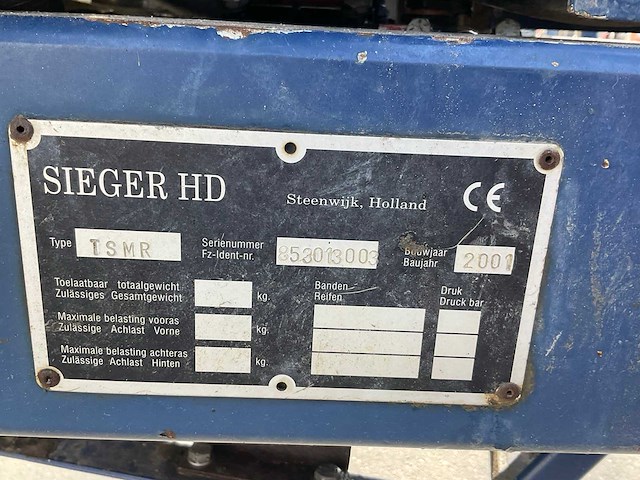 SIEGER HD
Steenwijk, Holland
CE
Type TSMR
Serienummer
Fz-Ident-nr. 853013003
Bouwjaar
Baujahr 2001
Toelaatbaar totaalgewicht
Zulässiges Gesamtgewicht kg.
Maximale belasting vooras
Zulässige Achlast Vorne kg.
Maximale belasting achteras
Zulässige Achlast Hinten kg.
Banden
Reifen
Druk
Druck bar